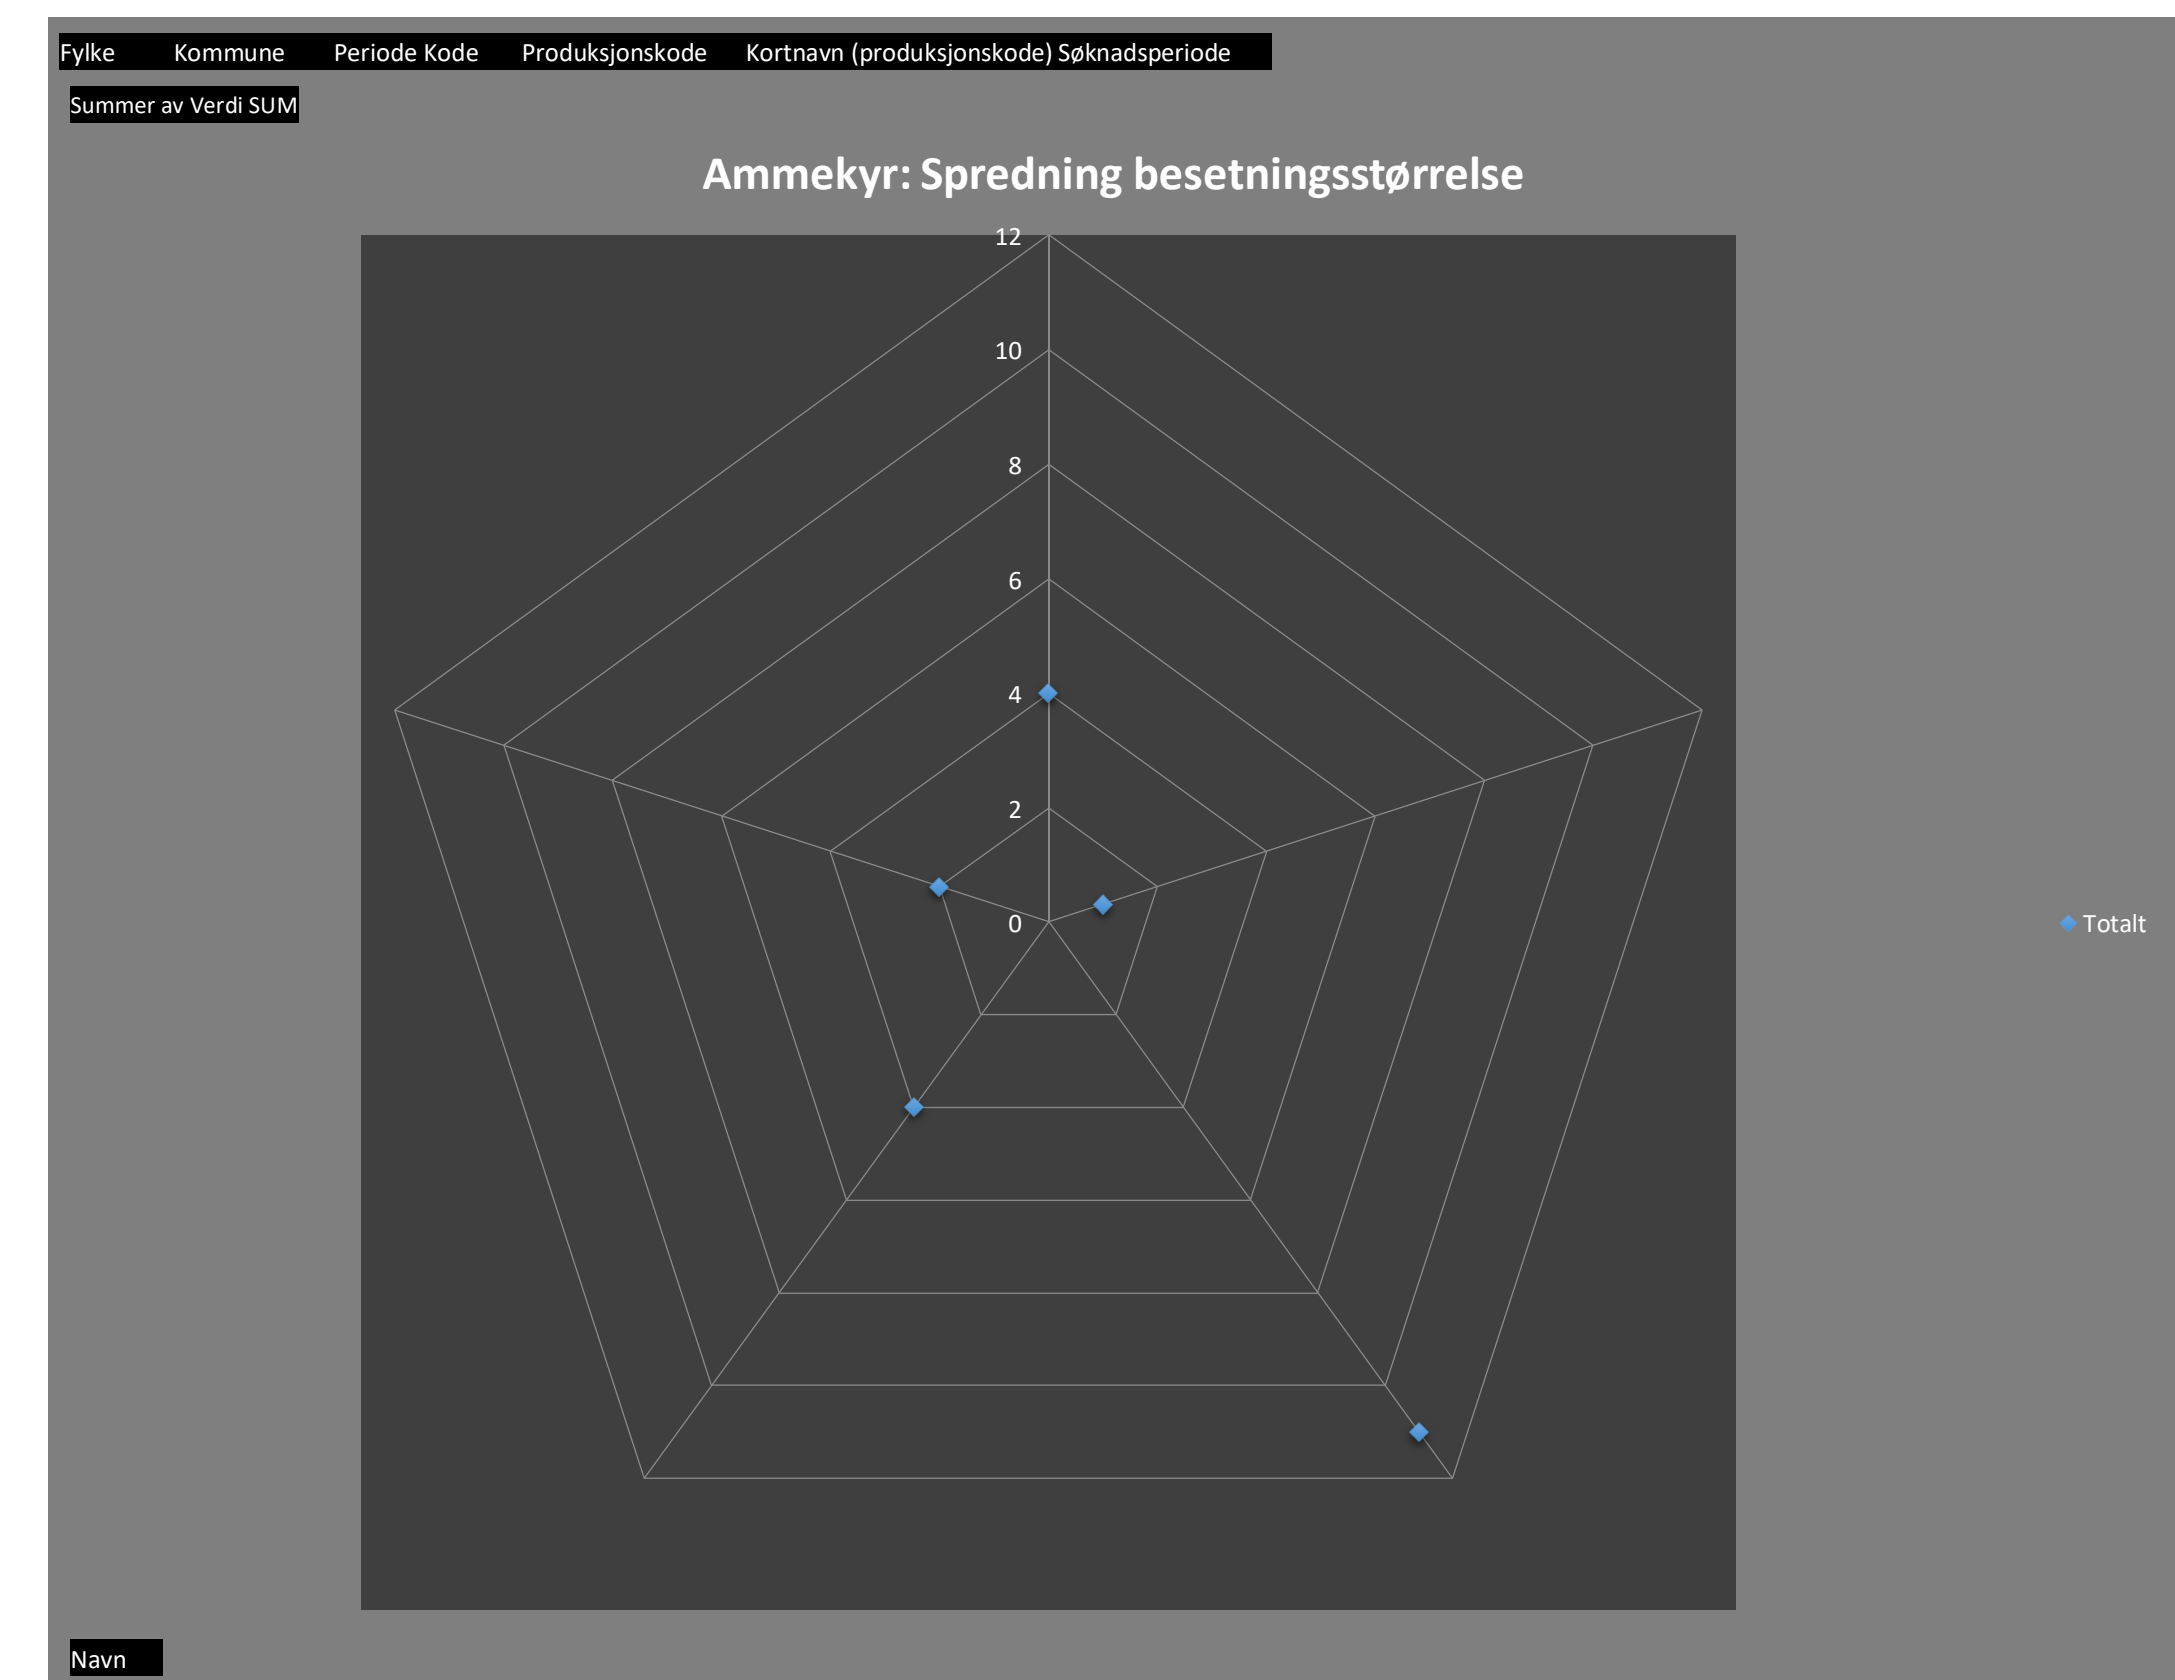 Fylke Kommune Periode Kode Produksjonskode Kortnavn (produksjonskode) Søknadsperiode
Summer av Verdi SUM
Ammekyr: Spredning besetningsstørrelse
12
10
8
6
4
2
0
Totalt
Navn